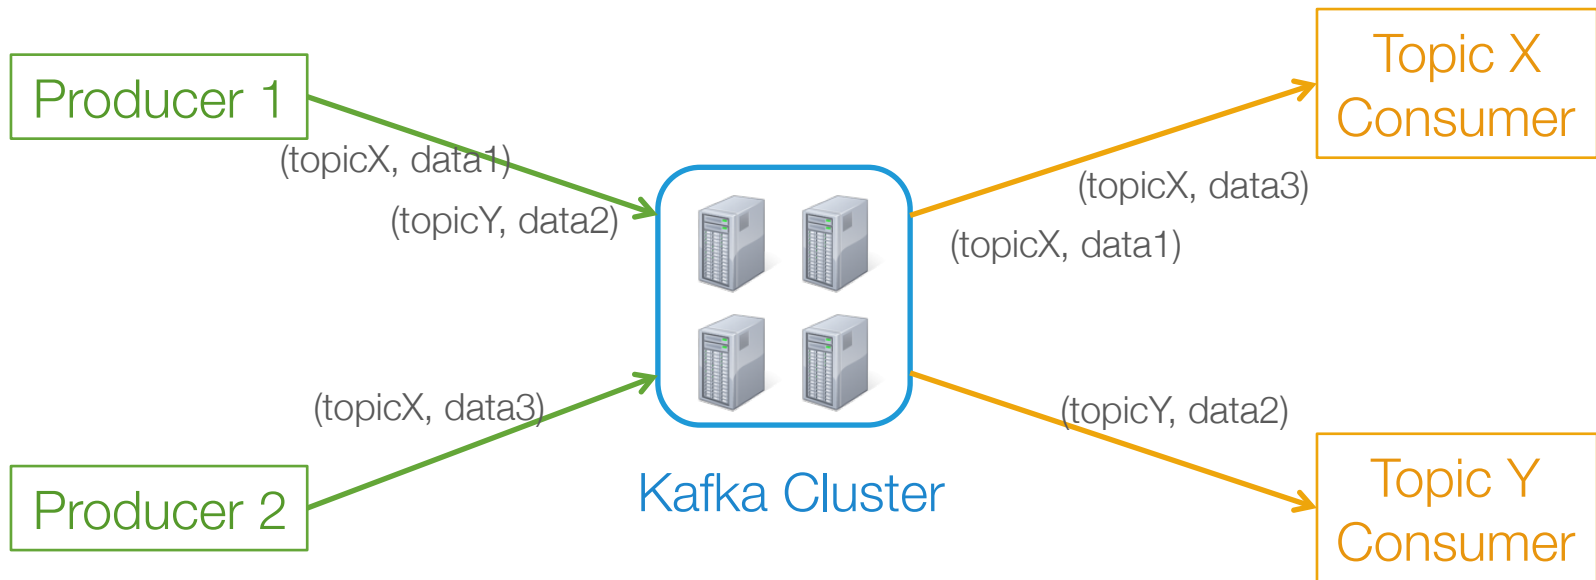 Producer 1
(topicX, data1)
(topicY, data2)
Producer 2
(topicX, data3)
Kafka Cluster
Topic X
Consumer
(topicX, data3)
(topicX, data1)
(topicY, data2)
Topic Y
Consumer